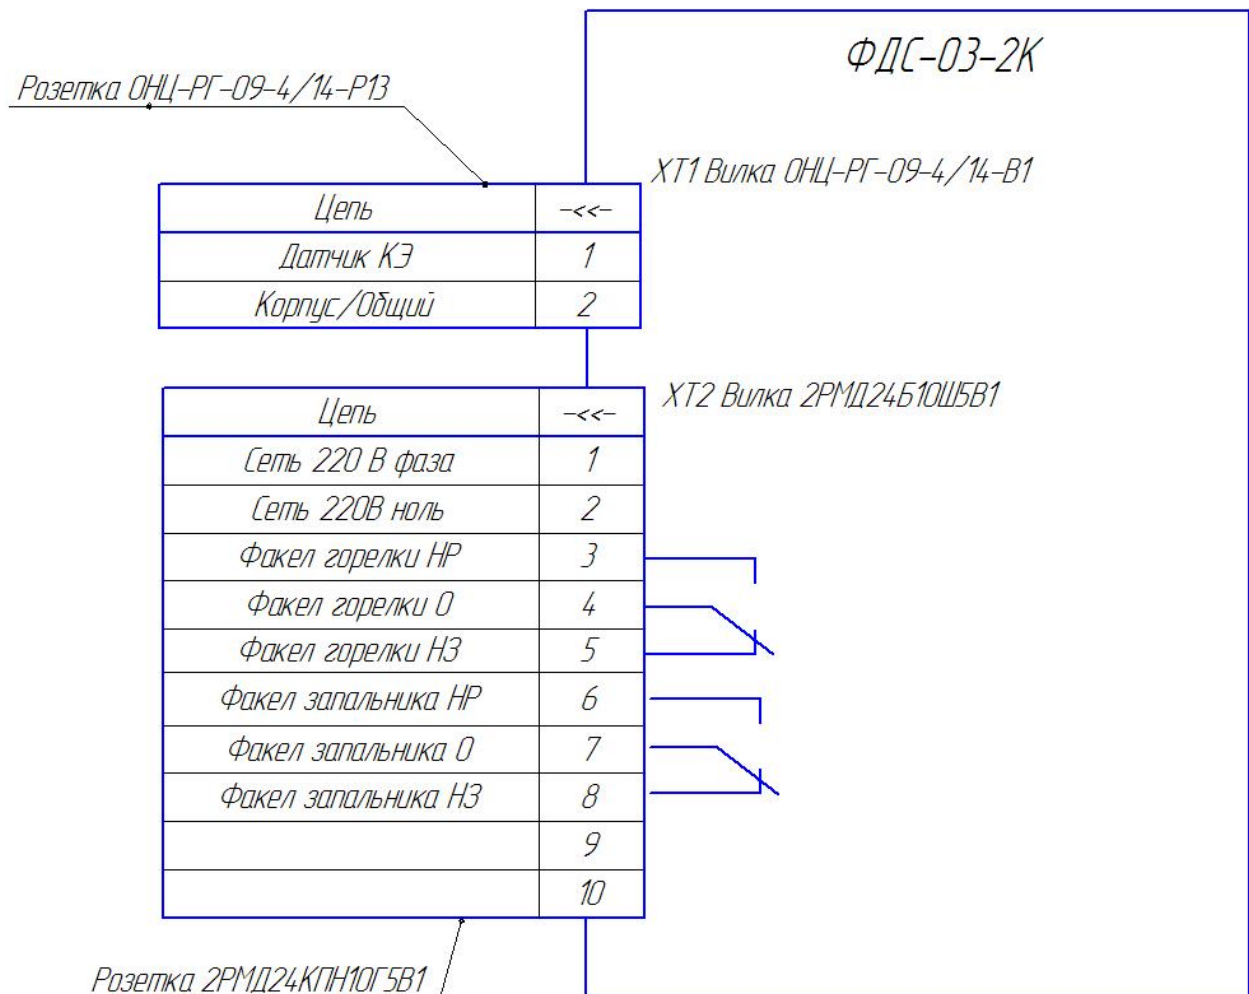 ФДС-03-2К
Розетка ОНЦ-РГ-09-4/14-Р13
ХТ1 Вилка ОНЦ-РГ-09-4/14-В1
Цепь -<<-
Датчик КЭ 1
Корпус/Общий 2
ХТ2 Вилка 2РМД24Б10Ш5В1
Цепь -<<-
Сеть 220 В фаза 1
Сеть 220В ноль 2
Факел горелки НР 3
Факел горелки О 4
Факел горелки НЗ 5
Факел запальника НР 6
Факел запальника О 7
Факел запальника НЗ 8
9
10
Розетка 2РМД24КПН10Г5В1